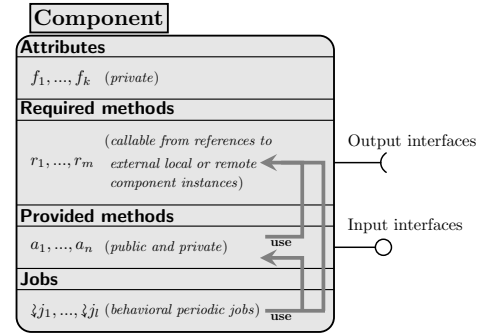 Component
Attributes
f₁, ..., fₖ (private)
Required methods
(callable from references to
r₁, ..., rₘ external local or remote
component instances)
Output interfaces
Provided methods
a₁, ..., aₙ (public and private)
use
Input interfaces
Jobs
≀j₁, ..., ≀jₗ (behavioral periodic jobs)
use